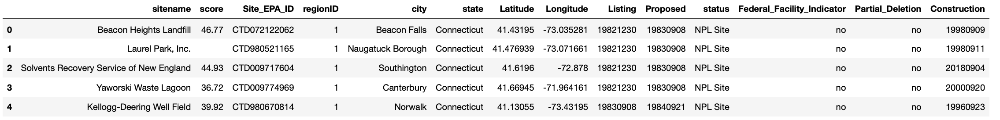 sitename score Site_EPA_ID regionID city state Latitude Longitude Listing Proposed status Federal_Facility_Indicator Partial_Deletion Construction
0 Beacon Heights Landfill 46.77 CTD072122062 1 Beacon Falls Connecticut 41.43195 -73.035281 19821230 19830908 NPL Site no no 19980909
1 Laurel Park, Inc. CTD980521165 1 Naugatuck Borough Connecticut 41.476939 -73.071661 19821230 19830908 NPL Site no no 19980911
2 Solvents Recovery Service of New England 44.93 CTD009717604 1 Southington Connecticut 41.6196 -72.878 19821230 19830908 NPL Site no no 20180904
3 Yaworski Waste Lagoon 36.72 CTD009774969 1 Canterbury Connecticut 41.66945 -71.964161 19821230 19830908 NPL Site no no 20000920
4 Kellogg-Deering Well Field 39.92 CTD980670814 1 Norwalk Connecticut 41.13055 -73.43195 19830908 19840921 NPL Site no no 19960923